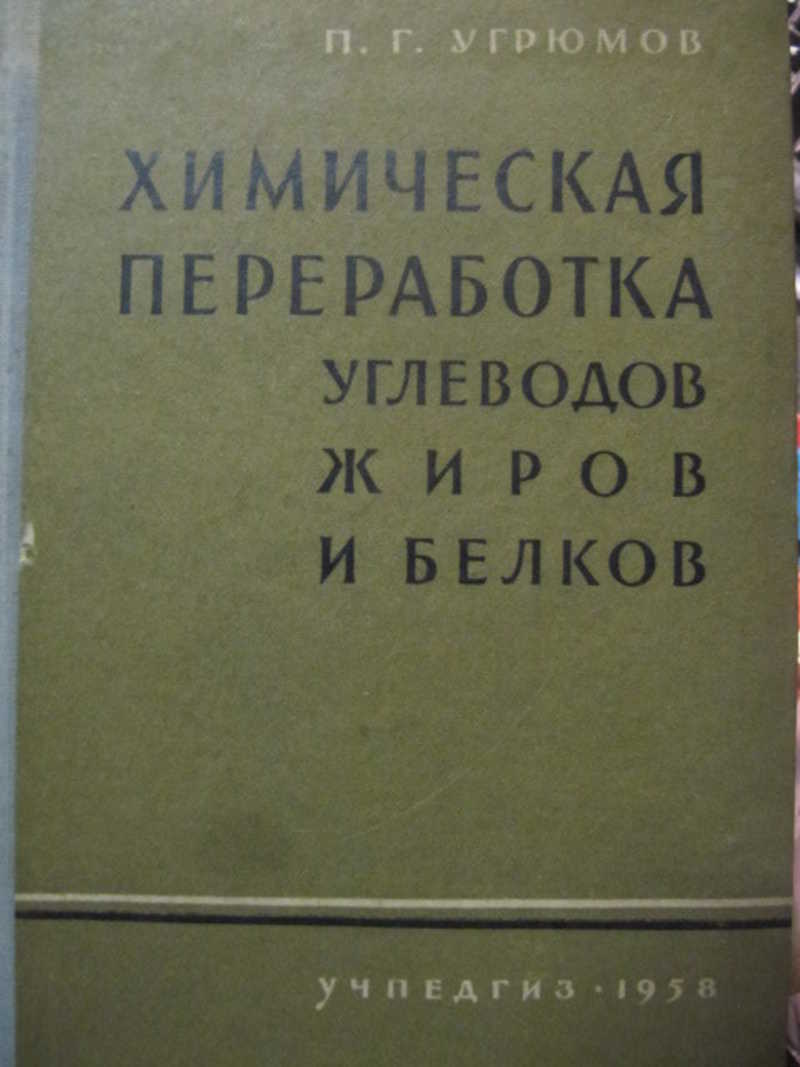 П. Г. УГРЮМОВ
ХИМИЧЕСКАЯ
ПЕРЕРАБОТКА
УГЛЕВОДОВ
ЖИРОВ
И БЕЛКОВ
УЧПЕДГИЗ · 1958